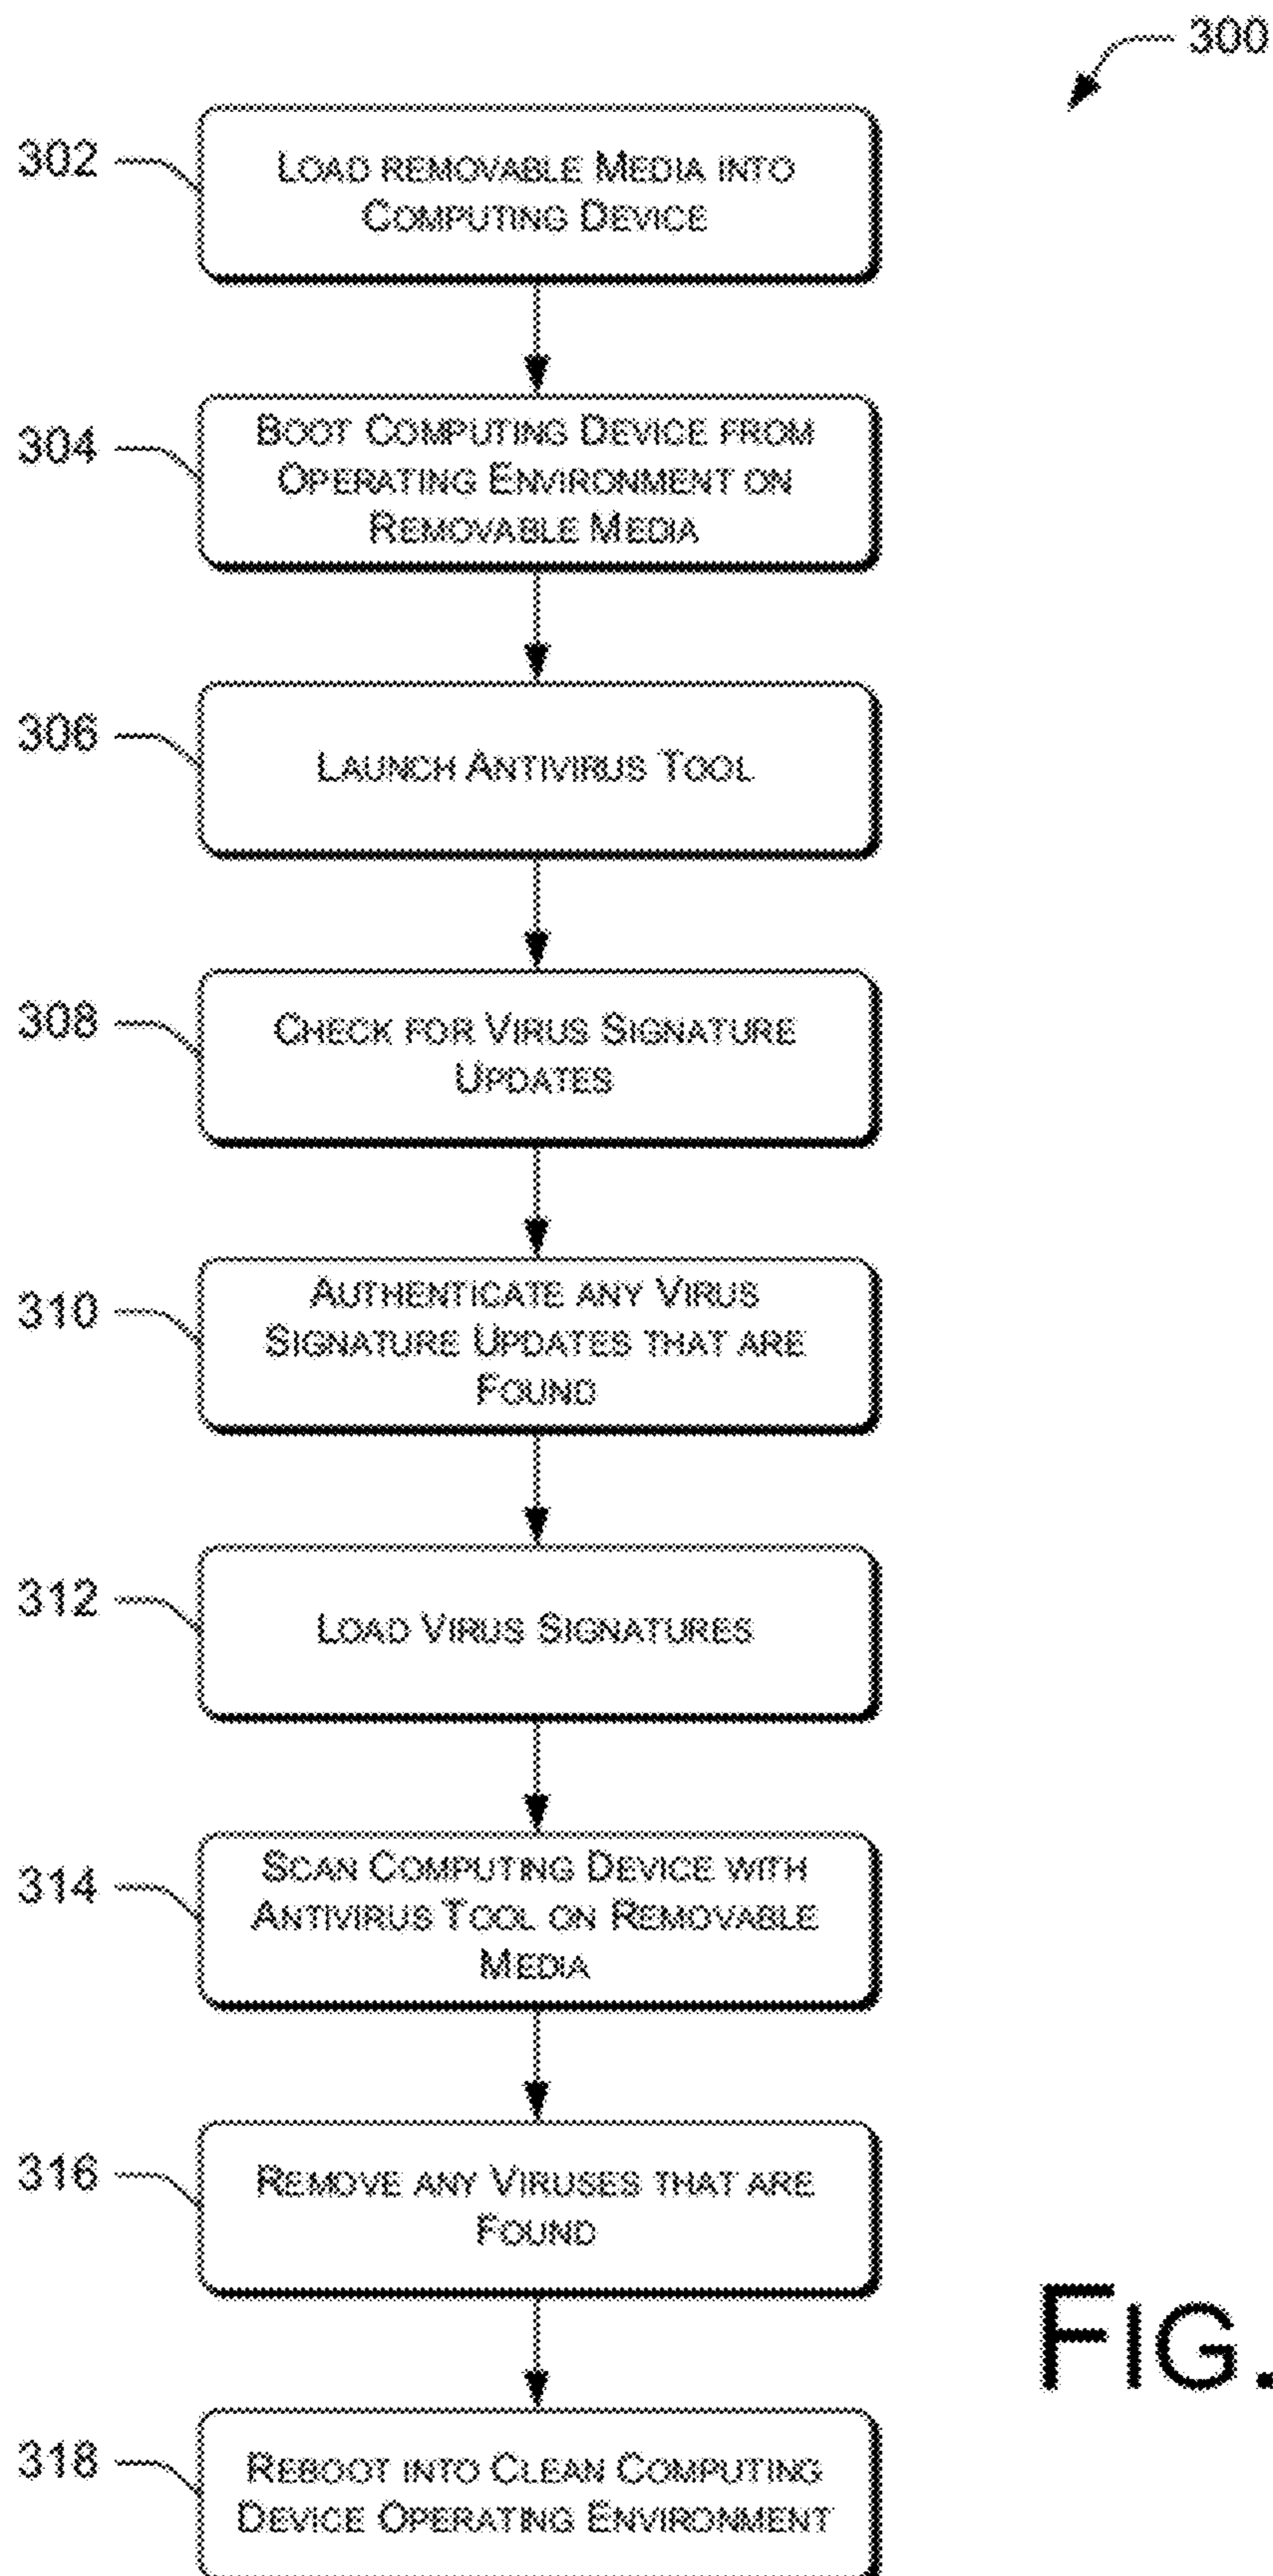 300
302
LOAD REMOVABLE MEDIA INTO
COMPUTING DEVICE
304
BOOT COMPUTING DEVICE FROM
OPERATING ENVIRONMENT ON
REMOVABLE MEDIA
306
LAUNCH ANTIVIRUS TOOL
308
CHECK FOR VIRUS SIGNATURE
UPDATES
310
AUTHENTICATE ANY VIRUS
SIGNATURE UPDATES THAT ARE
FOUND
312
LOAD VIRUS SIGNATURES
314
SCAN COMPUTING DEVICE WITH
ANTIVIRUS TOOL ON REMOVABLE
MEDIA
316
REMOVE ANY VIRUSES THAT ARE
FOUND
FIG.
318
REBOOT INTO CLEAN COMPUTING
DEVICE OPERATING ENVIRONMENT